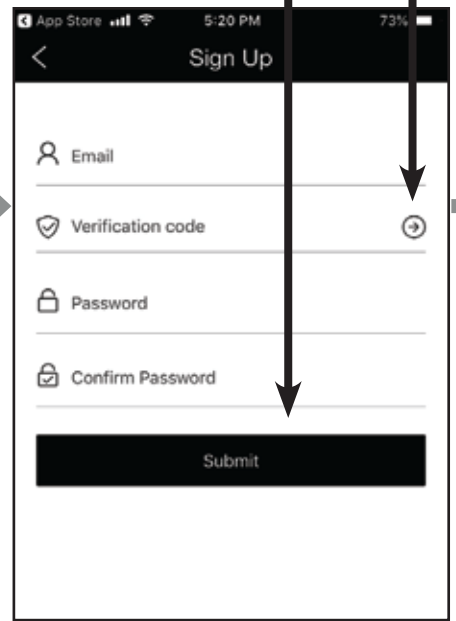 App Store 5:20 PM 73%
Sign Up
Email
Verification code
Password
Confirm Password
Submit